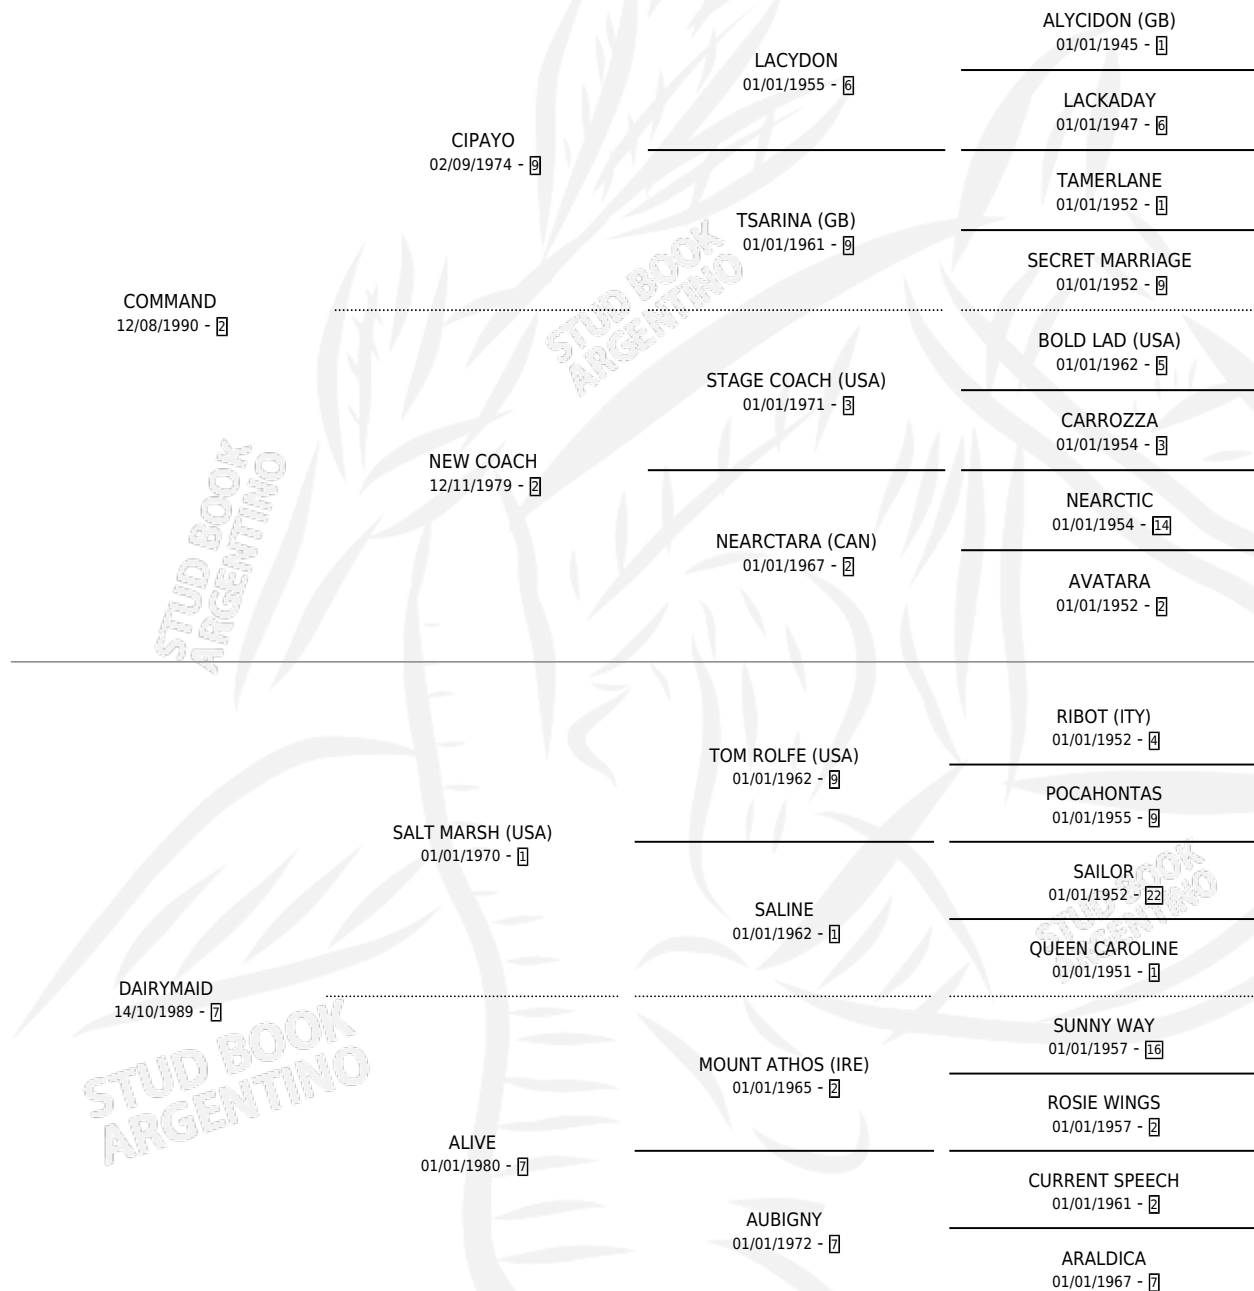 ALYCIDON (GB)
01/01/1945 - 1
LACYDON
01/01/1955 - 6
LACKADAY
01/01/1947 - 6
CIPAYO
02/09/1974 - 9
TAMERLANE
01/01/1952 - 1
TSARINA (GB)
01/01/1961 - 9
SECRET MARRIAGE
01/01/1952 - 9
COMMAND
12/08/1990 - 2
STUD BOOK
ARGENTINO
BOLD LAD (USA)
01/01/1962 - 5
STAGE COACH (USA)
01/01/1971 - 3
CARROZZA
01/01/1954 - 3
NEW COACH
12/11/1979 - 2
NEARCTIC
01/01/1954 - 14
NEARCTARA (CAN)
01/01/1967 - 2
AVATARA
01/01/1952 - 2
STUD BOOK
ARGENTINO
RIBOT (ITY)
01/01/1952 - 4
TOM ROLFE (USA)
01/01/1962 - 9
POCAHONTAS
01/01/1955 - 9
SALT MARSH (USA)
01/01/1970 - 1
SAILOR
01/01/1952 - 22
SALINE
01/01/1962 - 1
QUEEN CAROLINE
01/01/1951 - 1
STUD BOOK
ARGENTINO
DAIRYMAID
14/10/1989 - 7
SUNNY WAY
01/01/1957 - 16
MOUNT ATHOS (IRE)
01/01/1965 - 2
ROSIE WINGS
01/01/1957 - 2
STUD BOOK
ARGENTINO
ALIVE
01/01/1980 - 7
CURRENT SPEECH
01/01/1961 - 2
AUBIGNY
01/01/1972 - 7
ARALDICA
01/01/1967 - 7